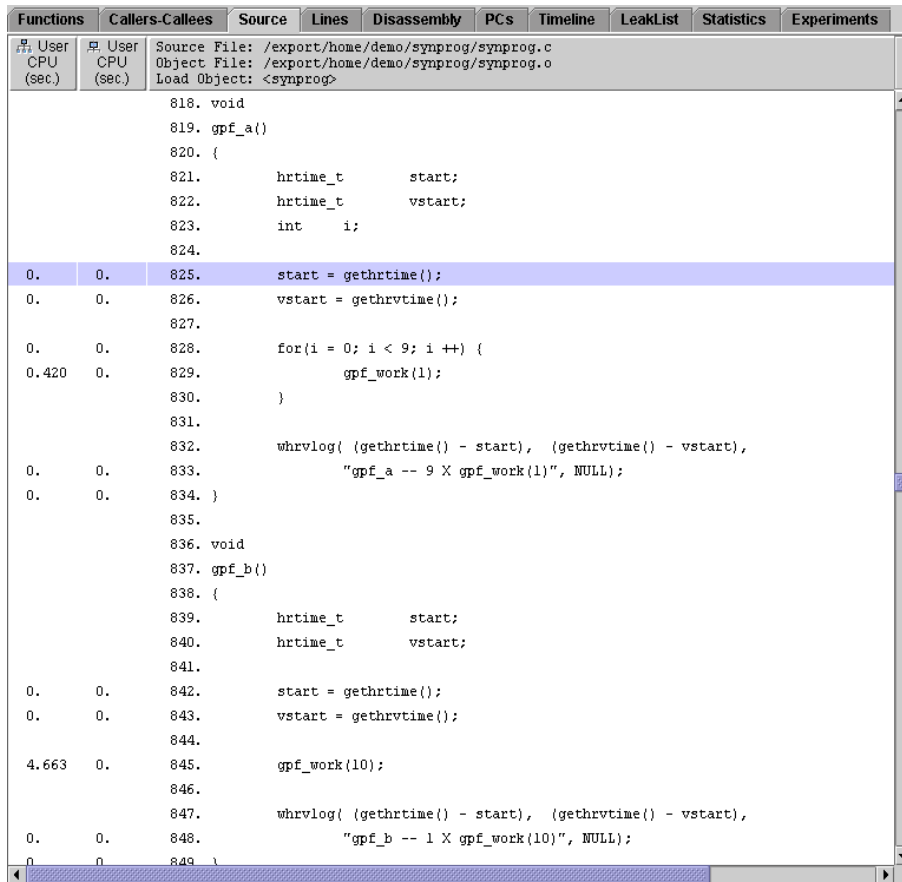 Functions Callers-Callees Source Lines Disassembly PCs Timeline LeakList Statistics Experiments
User CPU (sec.) User CPU (sec.) Source File: /export/home/demo/synprog/synprog.c
Object File: /export/home/demo/synprog/synprog.o
Load Object: <synprog>
818. void
819. gpf_a()
820. {
821. hrtime_t start;
822. hrtime_t vstart;
823. int i;
824.
0. 0. 825. start = gethrtime();
0. 0. 826. vstart = gethrvtime();
827.
0. 0. 828. for(i = 0; i < 9; i ++) {
0.420 0. 829. gpf_work(1);
830. }
831.
832. whrvlog( (gethrtime() - start), (gethrvtime() - vstart),
0. 0. 833. "gpf_a -- 9 X gpf_work(1)", NULL);
0. 0. 834. }
835.
836. void
837. gpf_b()
838. {
839. hrtime_t start;
840. hrtime_t vstart;
841.
0. 0. 842. start = gethrtime();
0. 0. 843. vstart = gethrvtime();
844.
4.663 0. 845. gpf_work(10);
846.
847. whrvlog( (gethrtime() - start), (gethrvtime() - vstart),
0. 0. 848. "gpf_b -- 1 X gpf_work(10)", NULL);
0. 0. 849. }